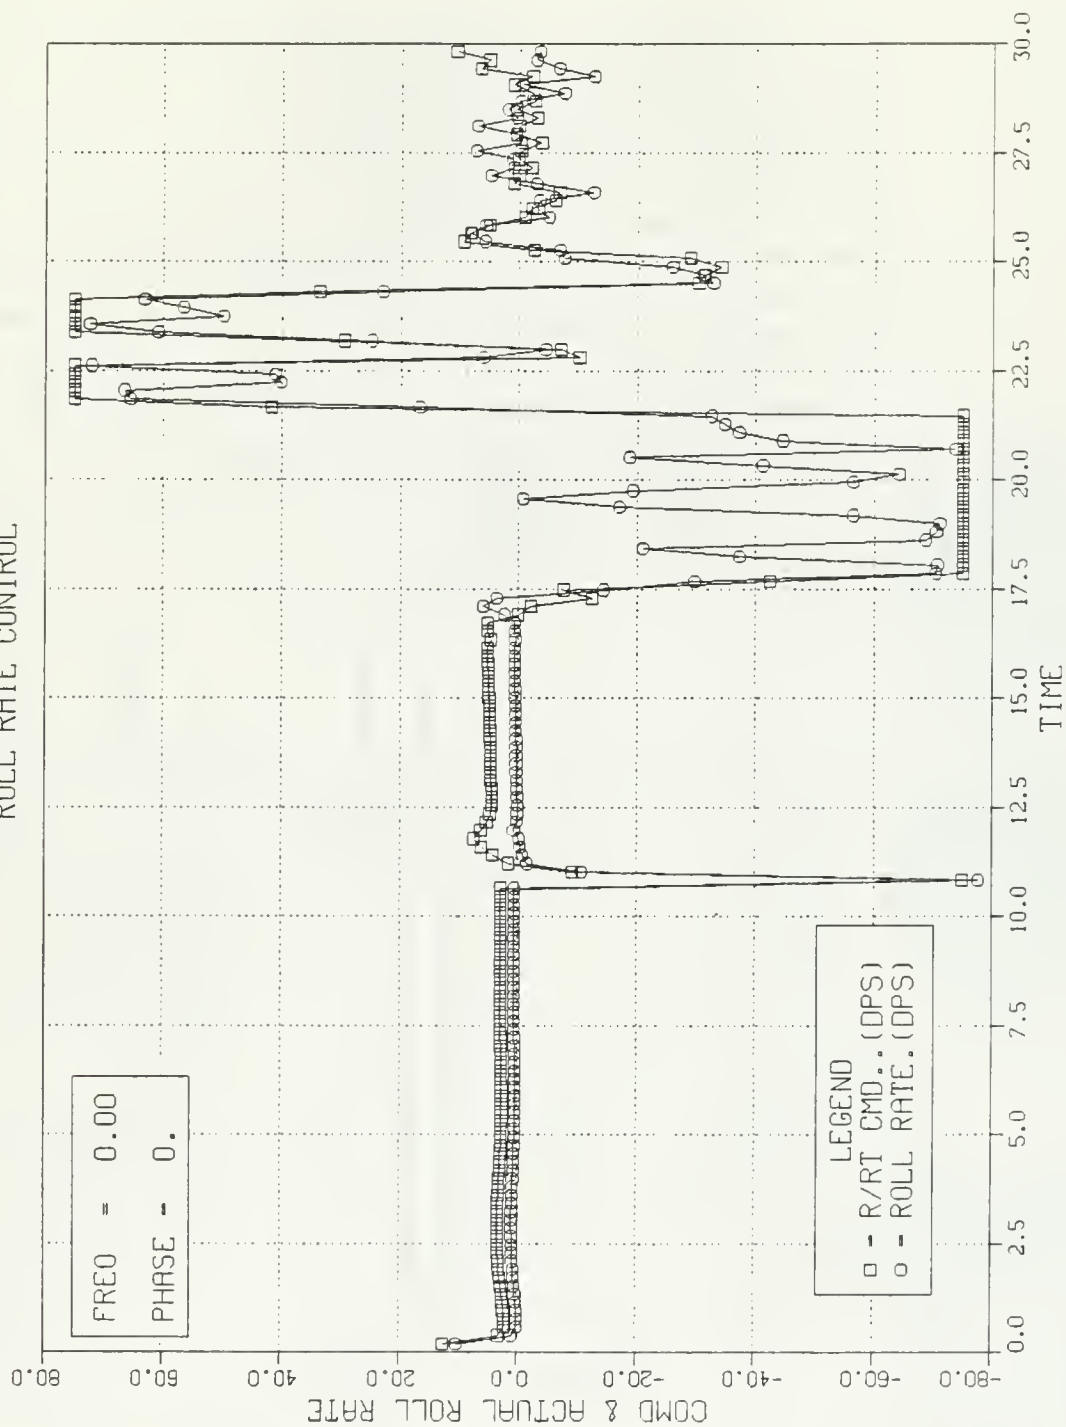 ROLL RATE CONTROL
COMD & ACTUAL ROLL RATE
80.0
60.0
40.0
20.0
0.0
-20.0
-40.0
-60.0
-80.0
FREQ = 0.00
PHASE = 0.
LEGEND
□ = R/RT CMD..(DPS)
○ = ROLL RATE.(DPS)
0.0 2.5 5.0 7.5 10.0 12.5 15.0 17.5 20.0 22.5 25.0 27.5 30.0
TIME